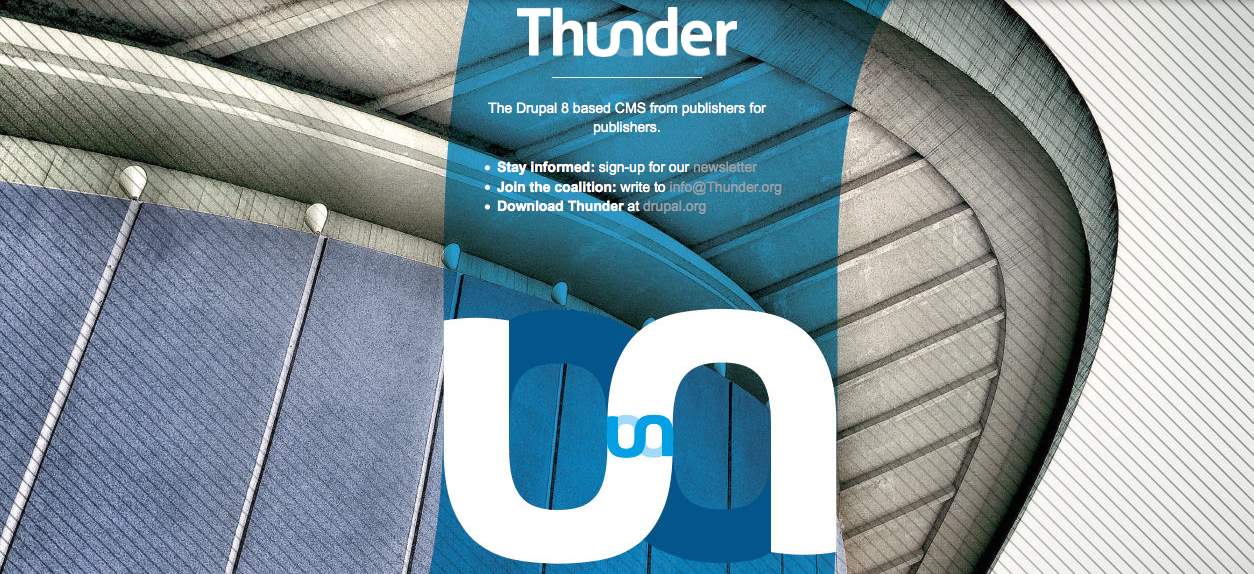 Thunder
The Drupal 8 based CMS from publishers for
publishers.
• Stay informed: sign-up for our newsletter
• Join the coalition: write to info@Thunder.org
• Download Thunder at drupal.org